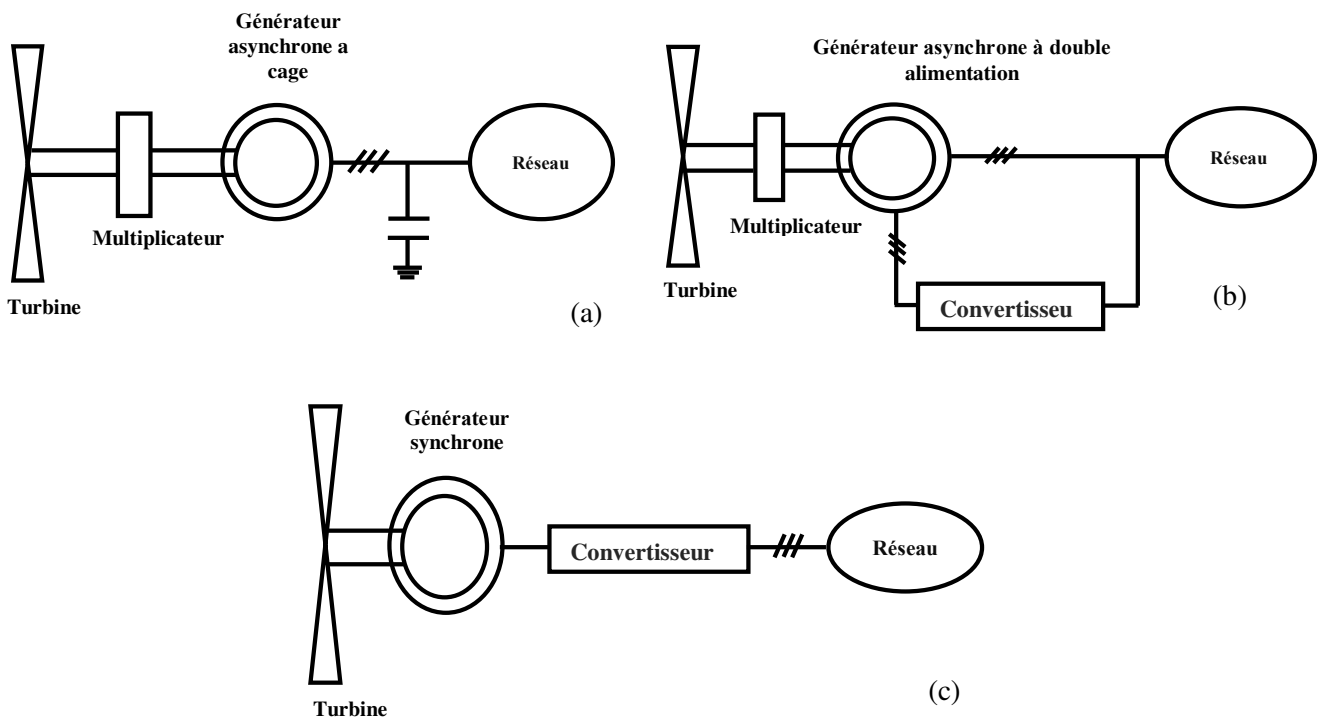 Générateur
asynchrone a
cage
Réseau
Multiplicateur
Turbine
(a)
Générateur asynchrone à double
alimentation
Réseau
Multiplicateur
Turbine
Convertisseu
(b)
Générateur
synchrone
Convertisseur
Réseau
Turbine
(c)